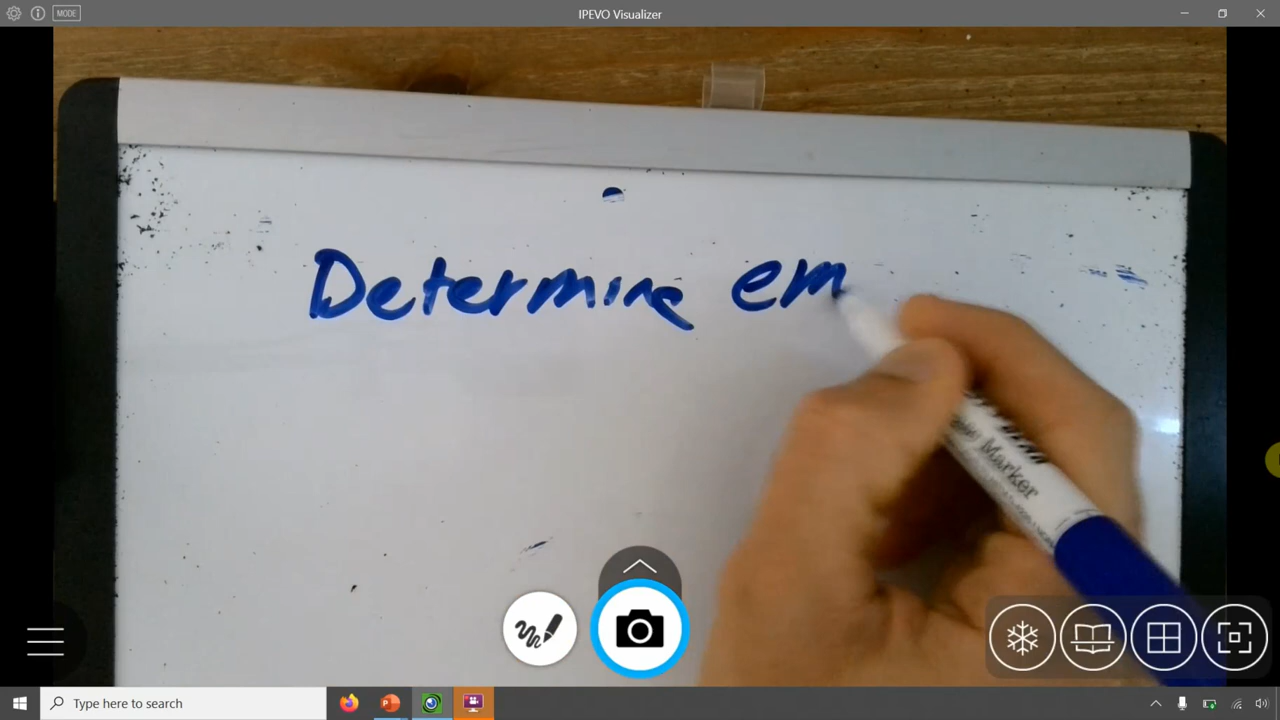 MODE
IPEVO Visualizer
Determine em
Marker
Type here to search